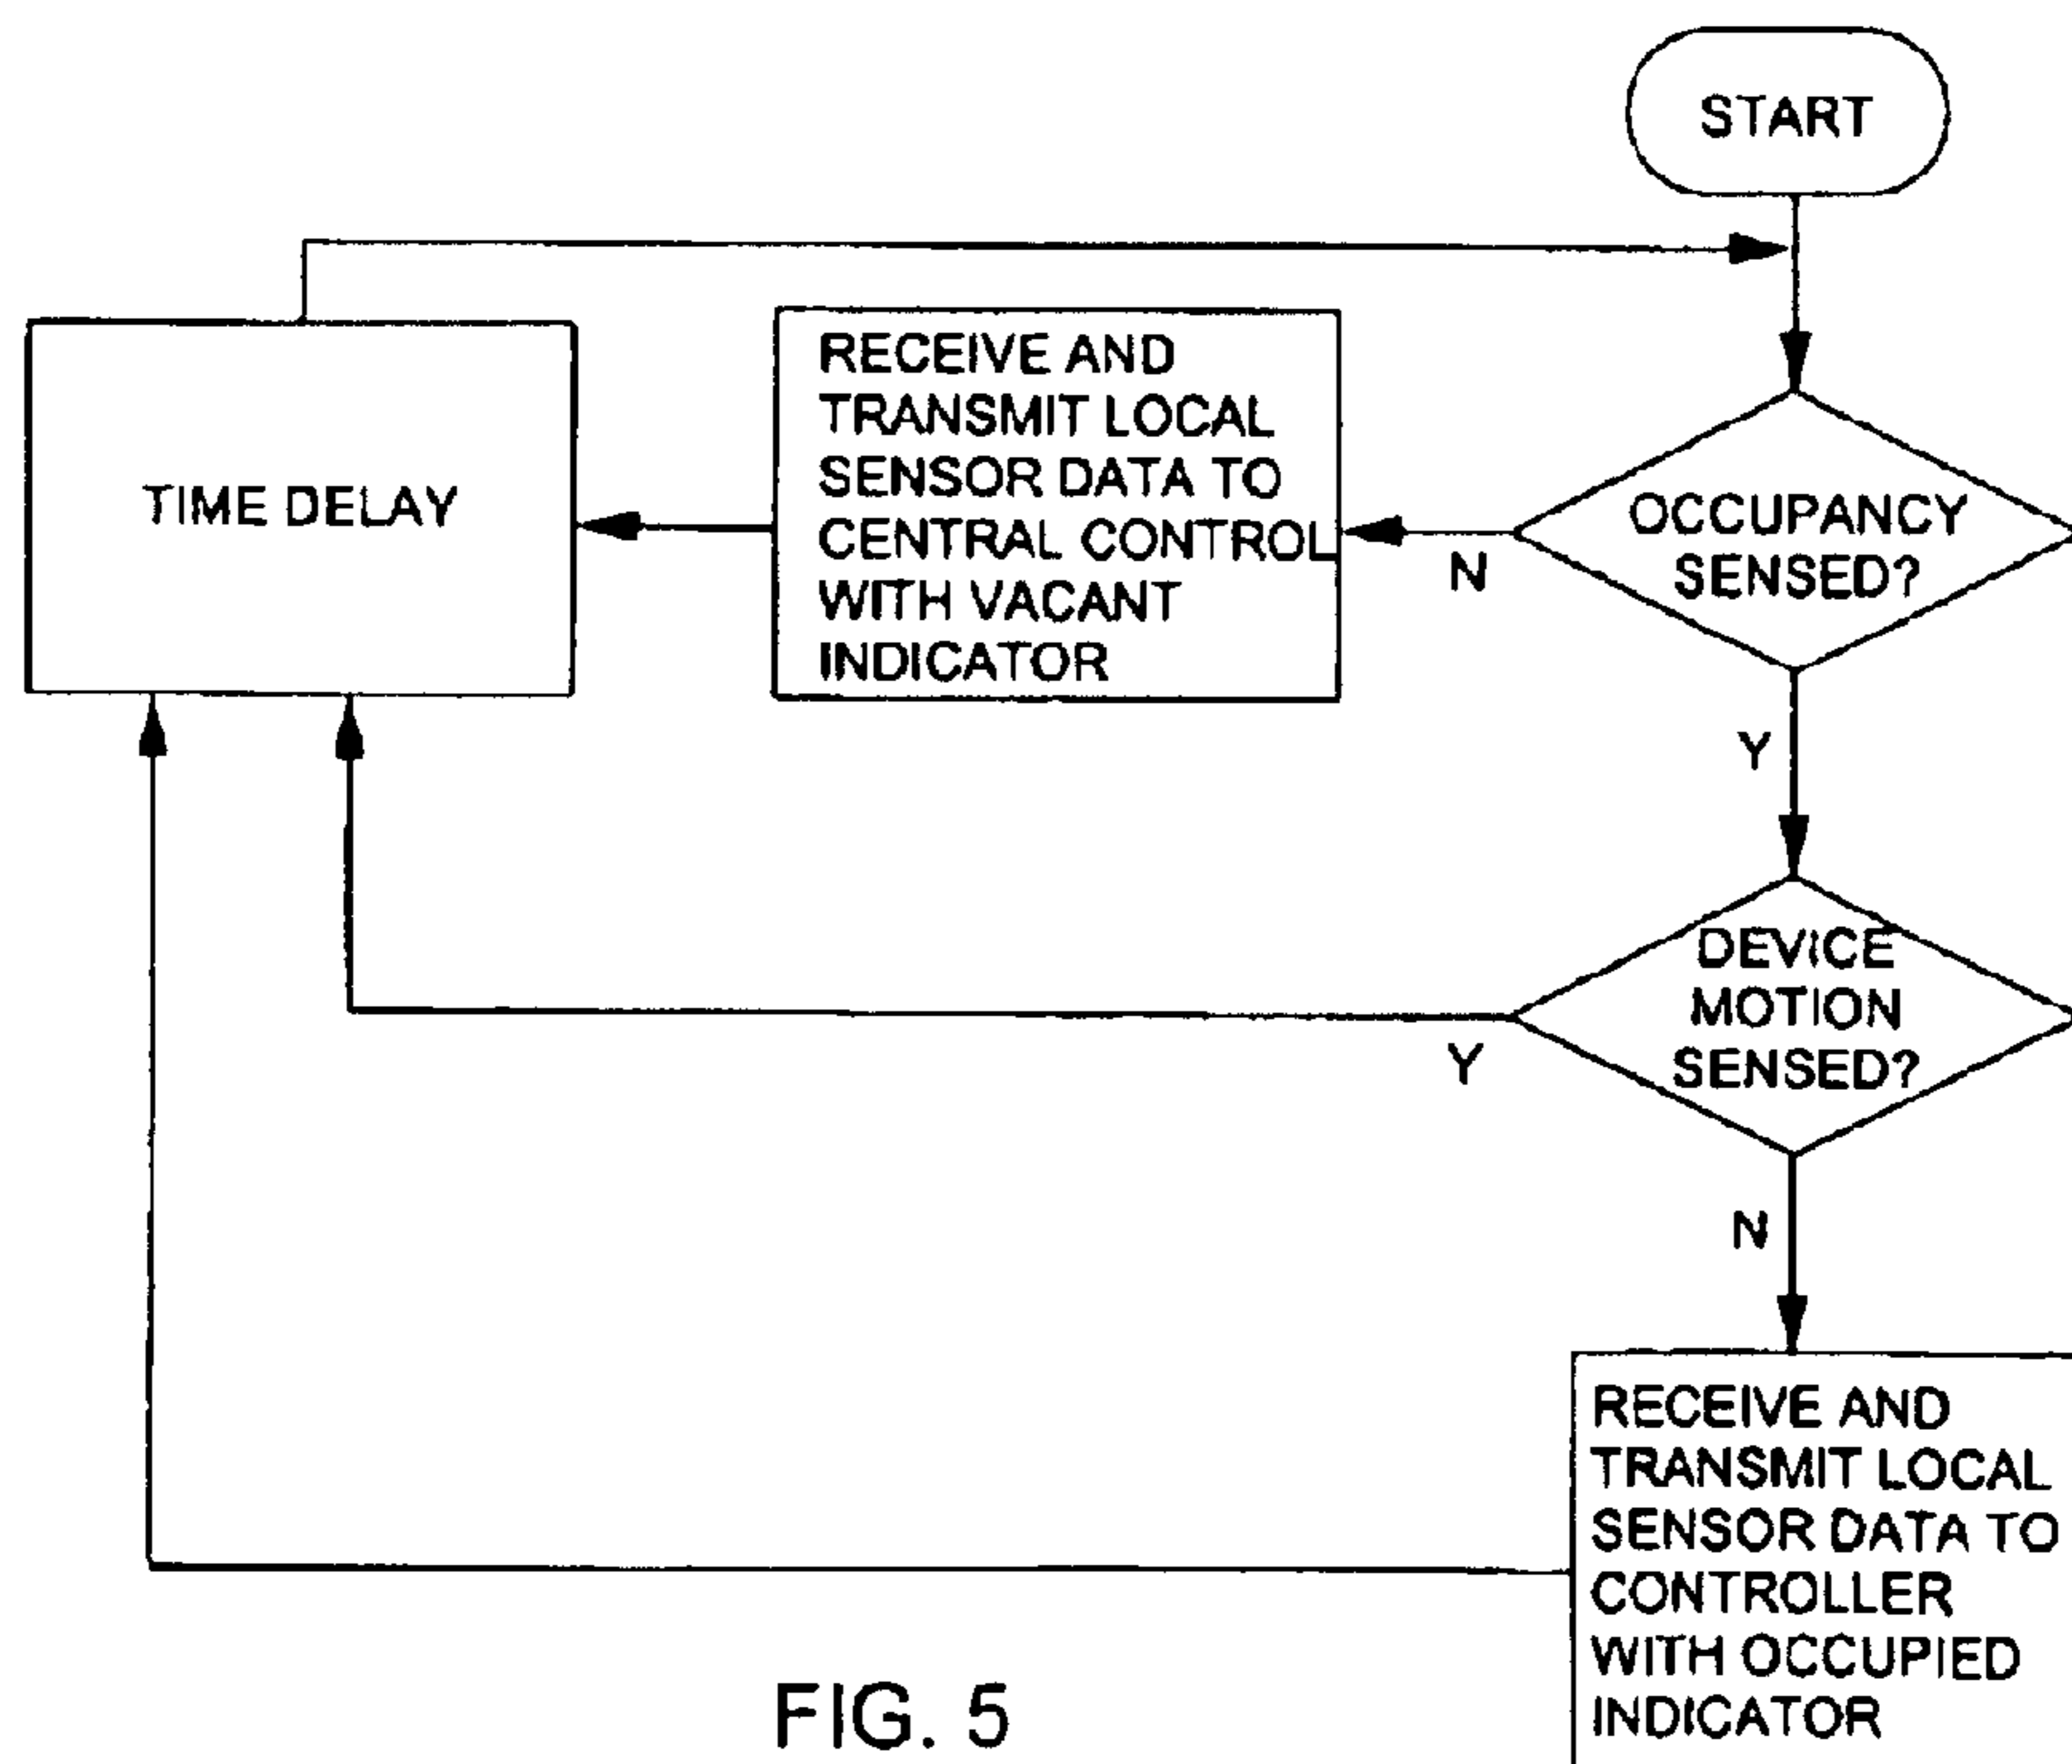 START
RECEIVE AND
TRANSMIT LOCAL
SENSOR DATA TO
CENTRAL CONTROL
WITH VACANT
INDICATOR
TIME DELAY
OCCUPANCY
SENSED?
N
Y
DEVICE
MOTION
SENSED?
Y
N
RECEIVE AND
TRANSMIT LOCAL
SENSOR DATA TO
CONTROLLER
WITH OCCUPIED
INDICATOR
FIG. 5